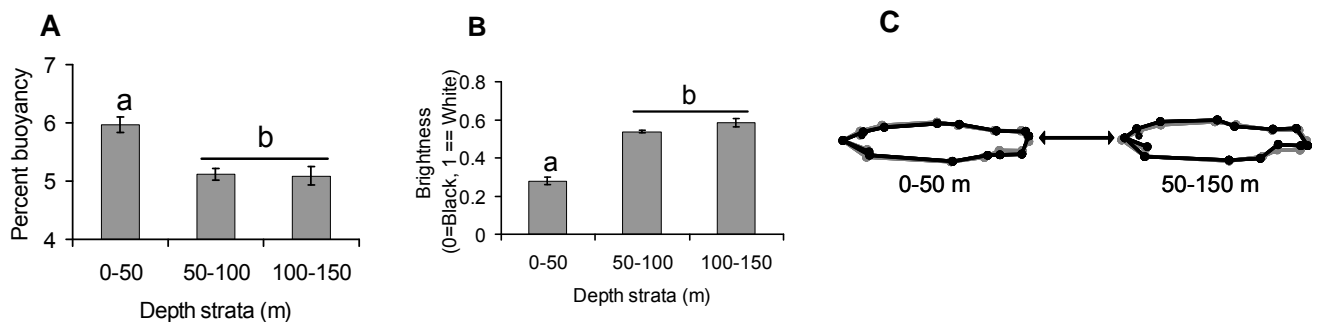 A
Percent buoyancy
7
6
5
4
a
b
0-50 50-100 100-150
Depth strata (m)
B
Brightness
(0=Black, 1 == White)
0.8
0.6
0.4
0.2
0
a
b
0-50 50-100 100-150
Depth strata (m)
C
0-50 m
50-150 m